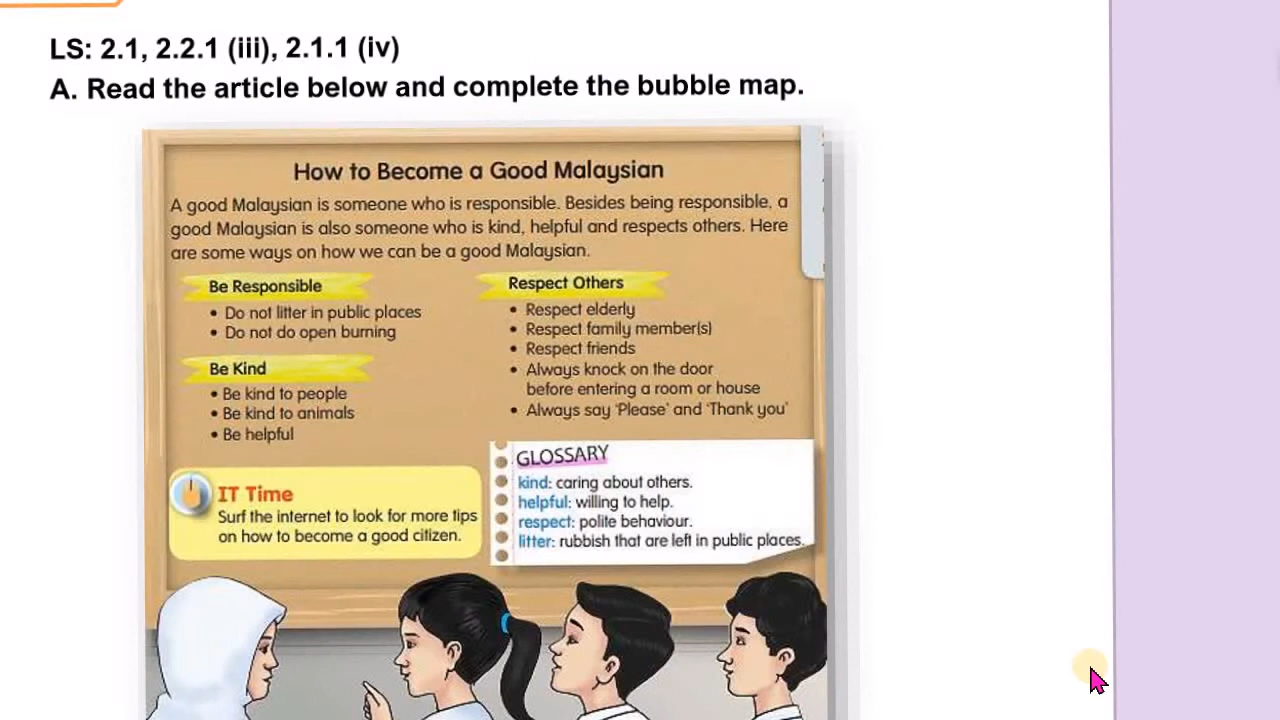 LS: 2.1, 2.2.1 (iii), 2.1.1 (iv)
A. Read the article below and complete the bubble map.
How to Become a Good Malaysian
A good Malaysian is someone who is responsible. Besides being responsible, a
good Malaysian is also someone who is kind, helpful and respects others. Here
are some ways on how we can be a good Malaysian.
Be Responsible
• Do not litter in public places
• Do not do open burning
Be Kind
• Be kind to people
• Be kind to animals
• Be helpful
Respect Others
• Respect elderly
• Respect family member(s)
• Respect friends
• Always knock on the door
before entering a room or house
• Always say 'Please' and 'Thank you'
IT Time
Surf the internet to look for more tips
on how to become a good citizen.
GLOSSARY
kind: caring about others.
helpful: willing to help.
respect: polite behaviour.
litter: rubbish that are left in public places.